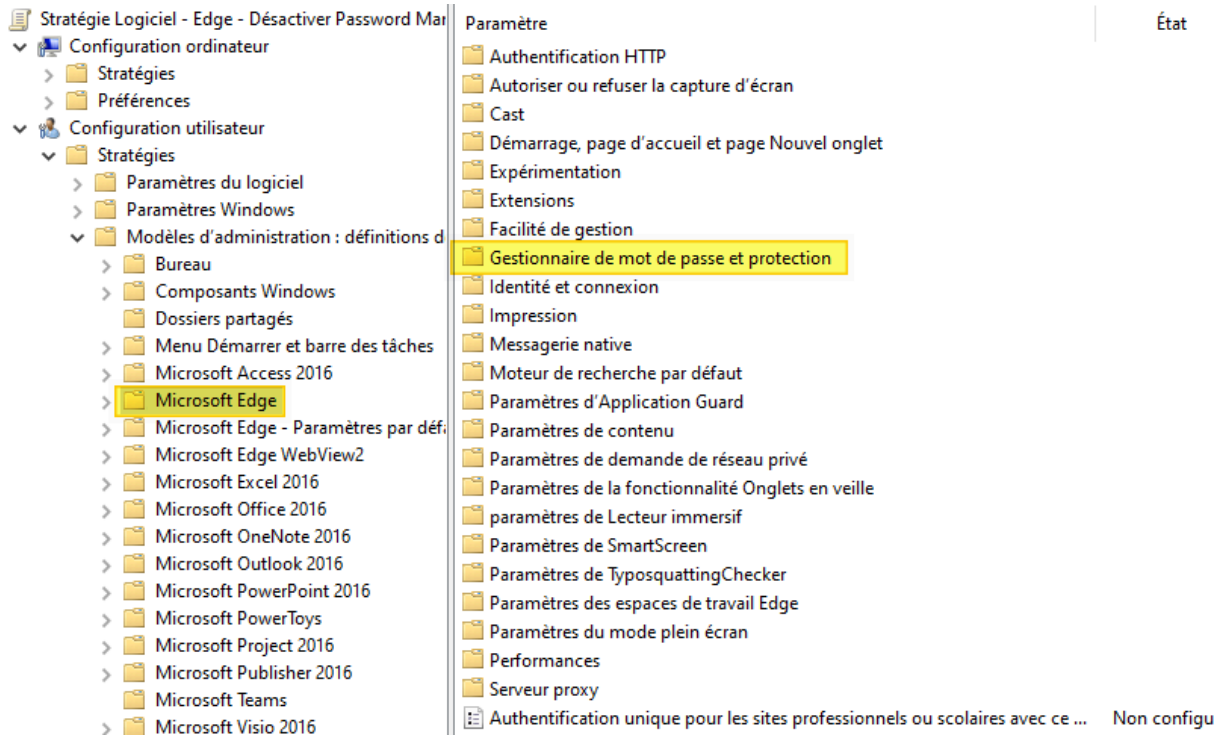 Stratégie Logiciel - Edge - Désactiver Password Mar
Configuration ordinateur
Stratégies
Préférences
Configuration utilisateur
Stratégies
Paramètres du logiciel
Paramètres Windows
Modèles d'administration : définitions d
Bureau
Composants Windows
Dossiers partagés
Menu Démarrer et barre des tâches
Microsoft Access 2016
Microsoft Edge
Microsoft Edge - Paramètres par défa
Microsoft Edge WebView2
Microsoft Excel 2016
Microsoft Office 2016
Microsoft OneNote 2016
Microsoft Outlook 2016
Microsoft PowerPoint 2016
Microsoft PowerToys
Microsoft Project 2016
Microsoft Publisher 2016
Microsoft Teams
Microsoft Visio 2016
Paramètre État
Authentification HTTP
Autoriser ou refuser la capture d'écran
Cast
Démarrage, page d'accueil et page Nouvel onglet
Expérimentation
Extensions
Facilité de gestion
Gestionnaire de mot de passe et protection
Identité et connexion
Impression
Messagerie native
Moteur de recherche par défaut
Paramètres d'Application Guard
Paramètres de contenu
Paramètres de demande de réseau privé
Paramètres de la fonctionnalité Onglets en veille
paramètres de Lecteur immersif
Paramètres de SmartScreen
Paramètres de TyposquattingChecker
Paramètres des espaces de travail Edge
Paramètres du mode plein écran
Performances
Serveur proxy
Authentification unique pour les sites professionnels ou scolaires avec ce ... Non configu